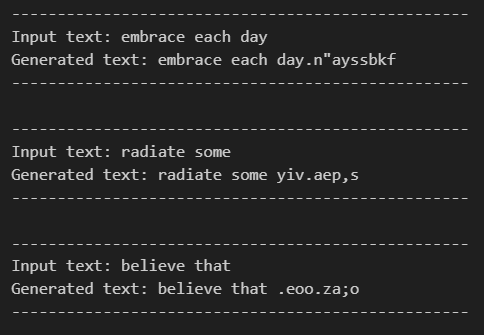 --------------------------------------------------
Input text: embrace each day
Generated text: embrace each day.n"ayssbkf
--------------------------------------------------
--------------------------------------------------
Input text: radiate some
Generated text: radiate some yiv.aep,s
--------------------------------------------------
--------------------------------------------------
Input text: believe that
Generated text: believe that .eoo.za;o
--------------------------------------------------